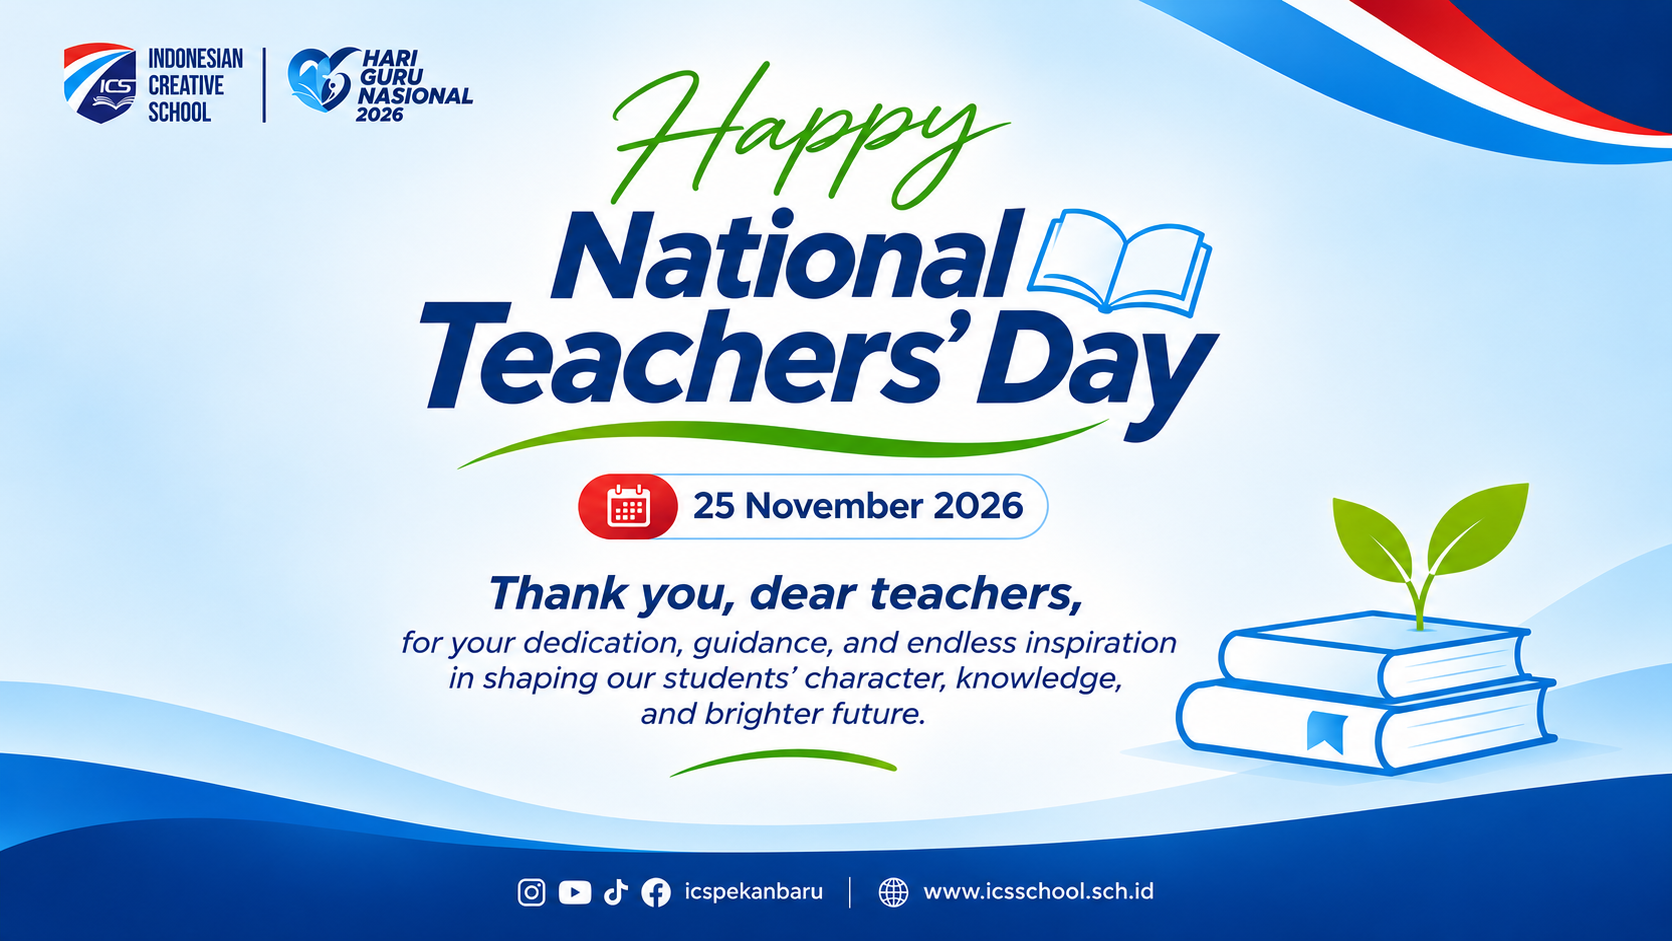 ICS
INDONESIAN
CREATIVE
SCHOOL
HARI
GURU
NASIONAL
2026
Happy
National
Teachers’ Day
25 November 2026
Thank you, dear teachers,
for your dedication, guidance, and endless inspiration
in shaping our students’ character, knowledge,
and brighter future.
icspekanbaru
www.icsschool.sch.id